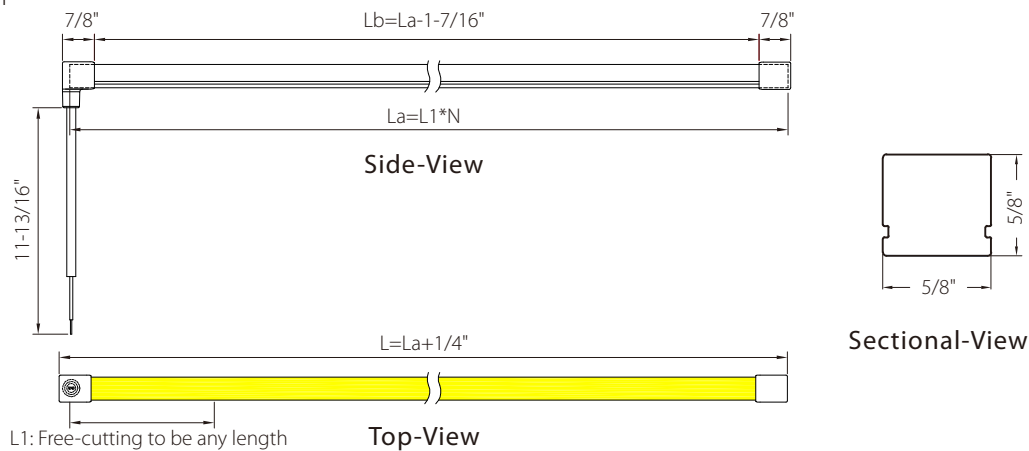 7/8"
Lb=La-1-7/16"
7/8"
La=L1*N
Side-View
11-13/16"
5/8"
5/8"
Sectional-View
L=La+1/4"
L1: Free-cutting to be any length
Top-View